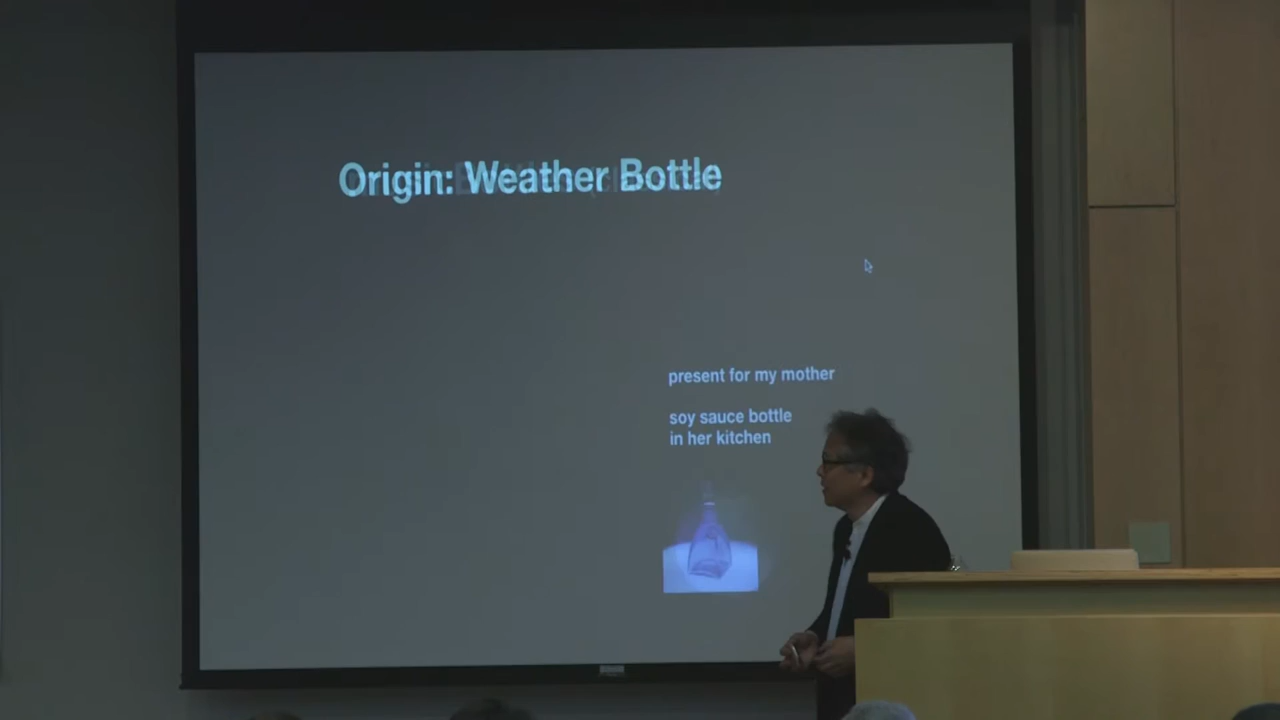 Origin: Weather Bottle
present for my mother
soy sauce bottle
in her kitchen